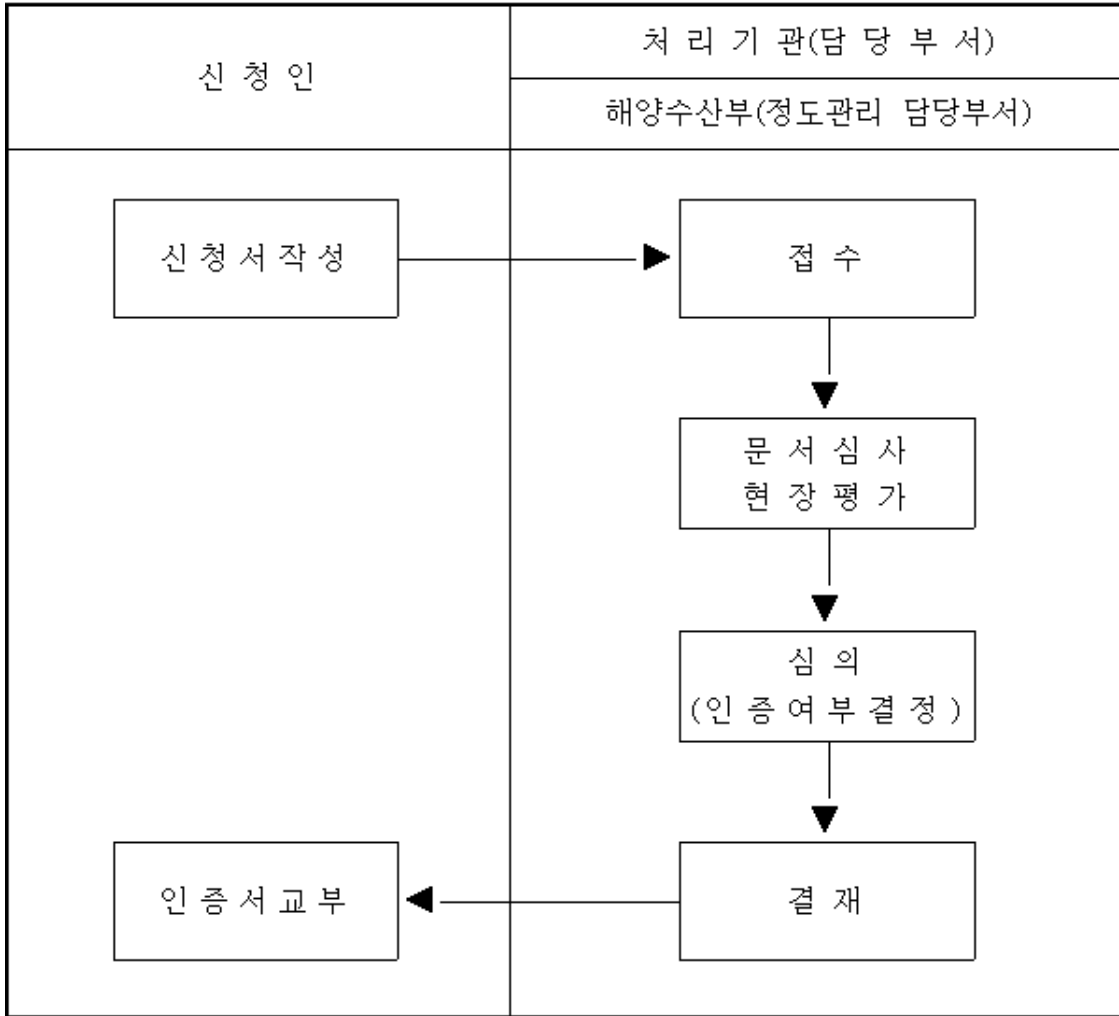 신 청 인
처 리 기 관(담 당 부 서)
해양수산부(정도관리 담당부서)
신 청 서 작 성
접 수
문 서 심 사
현 장 평 가
심 의
(인 증 여 부 결 정 )
인 증 서 교 부
결 재